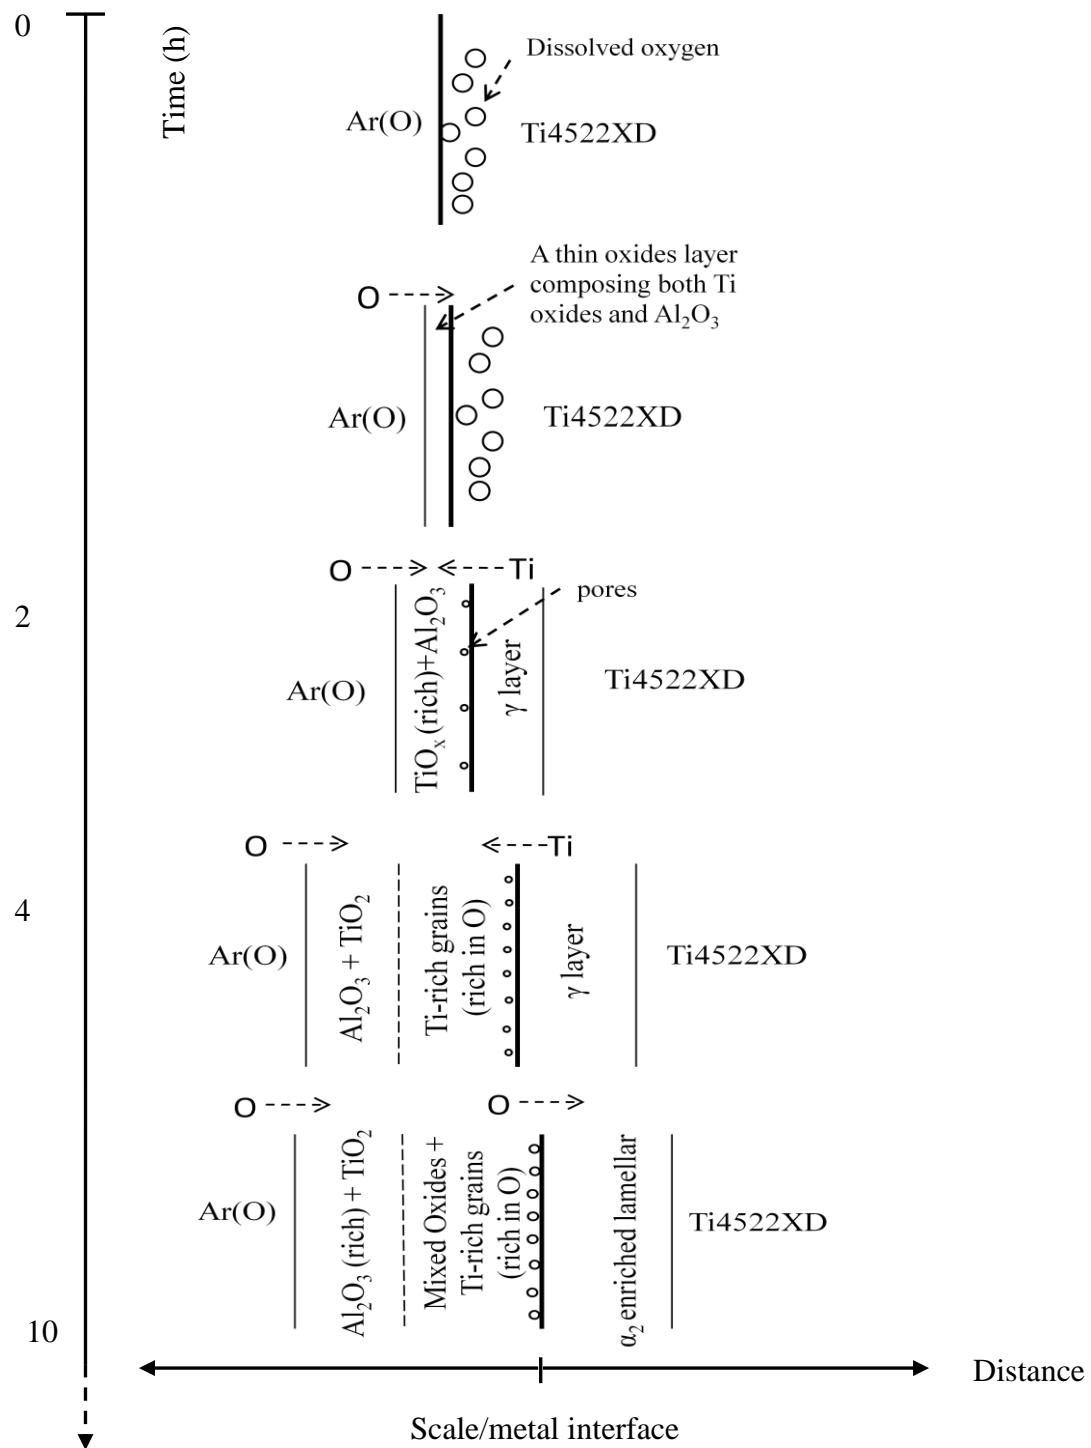 0
Time (h)
Dissolved oxygen
Ar(O)
Ti4522XD
A thin oxides layer
composing both Ti
oxides and Al₂O₃
O
Ar(O)
Ti4522XD
2
O
Ti
pores
Ar(O)
TiOₓ (rich)+Al₂O₃
γ layer
Ti4522XD
4
O
Ti
Ar(O)
Al₂O₃ + TiO₂
Ti-rich grains
(rich in O)
γ layer
Ti4522XD
O
O
Ar(O)
Al₂O₃ (rich) + TiO₂
Mixed Oxides +
Ti-rich grains
(rich in O)
α₂ enriched lamellar
Ti4522XD
10
Distance
Scale/metal interface